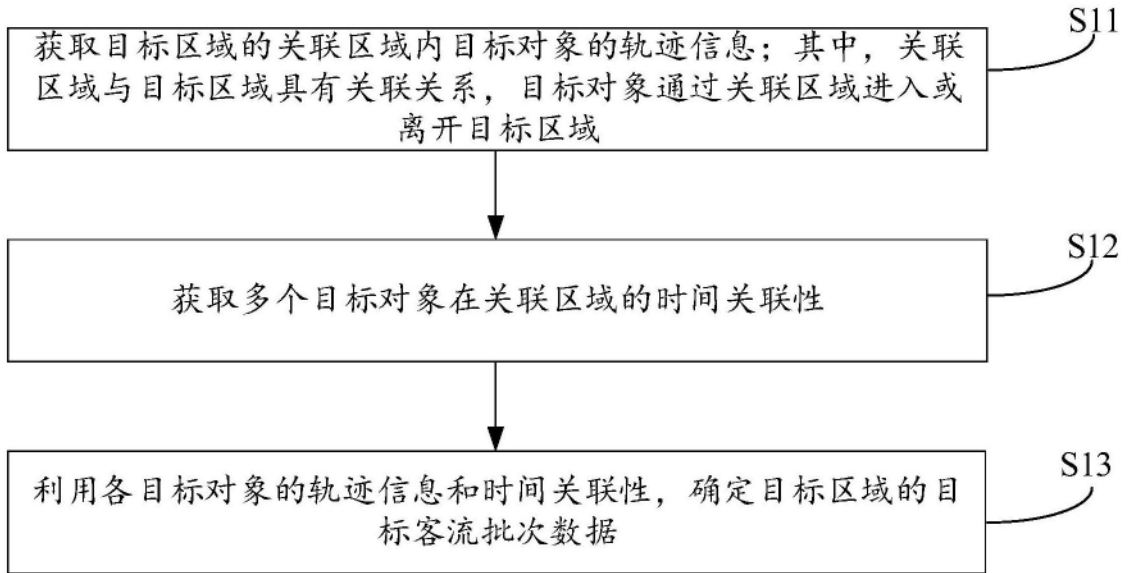 S11
获取目标区域的关联区域内目标对象的轨迹信息；其中，关联
区域与目标区域具有关联关系，目标对象通过关联区域进入或
离开目标区域
S12
获取多个目标对象在关联区域的时间关联性
S13
利用各目标对象的轨迹信息和时间关联性，确定目标区域的目
标客流批次数据